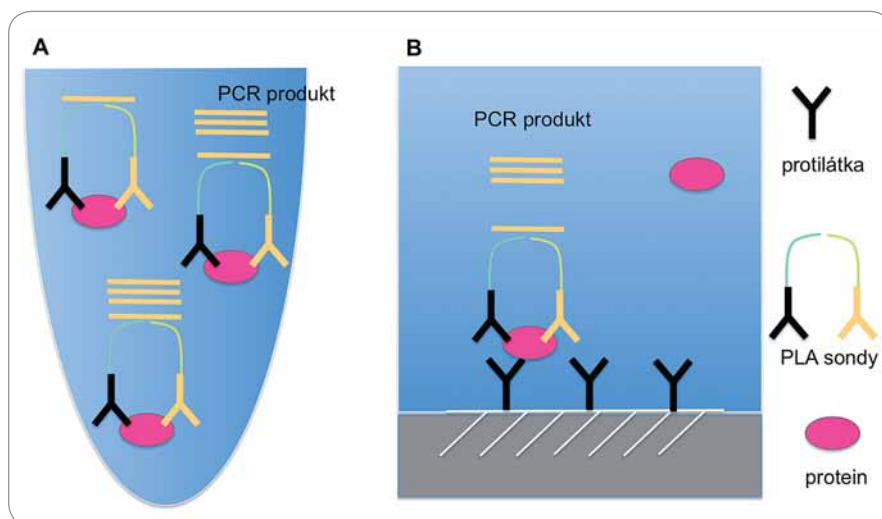 A
PCR produkt
B
PCR produkt
protilátka
PLA sondy
protein